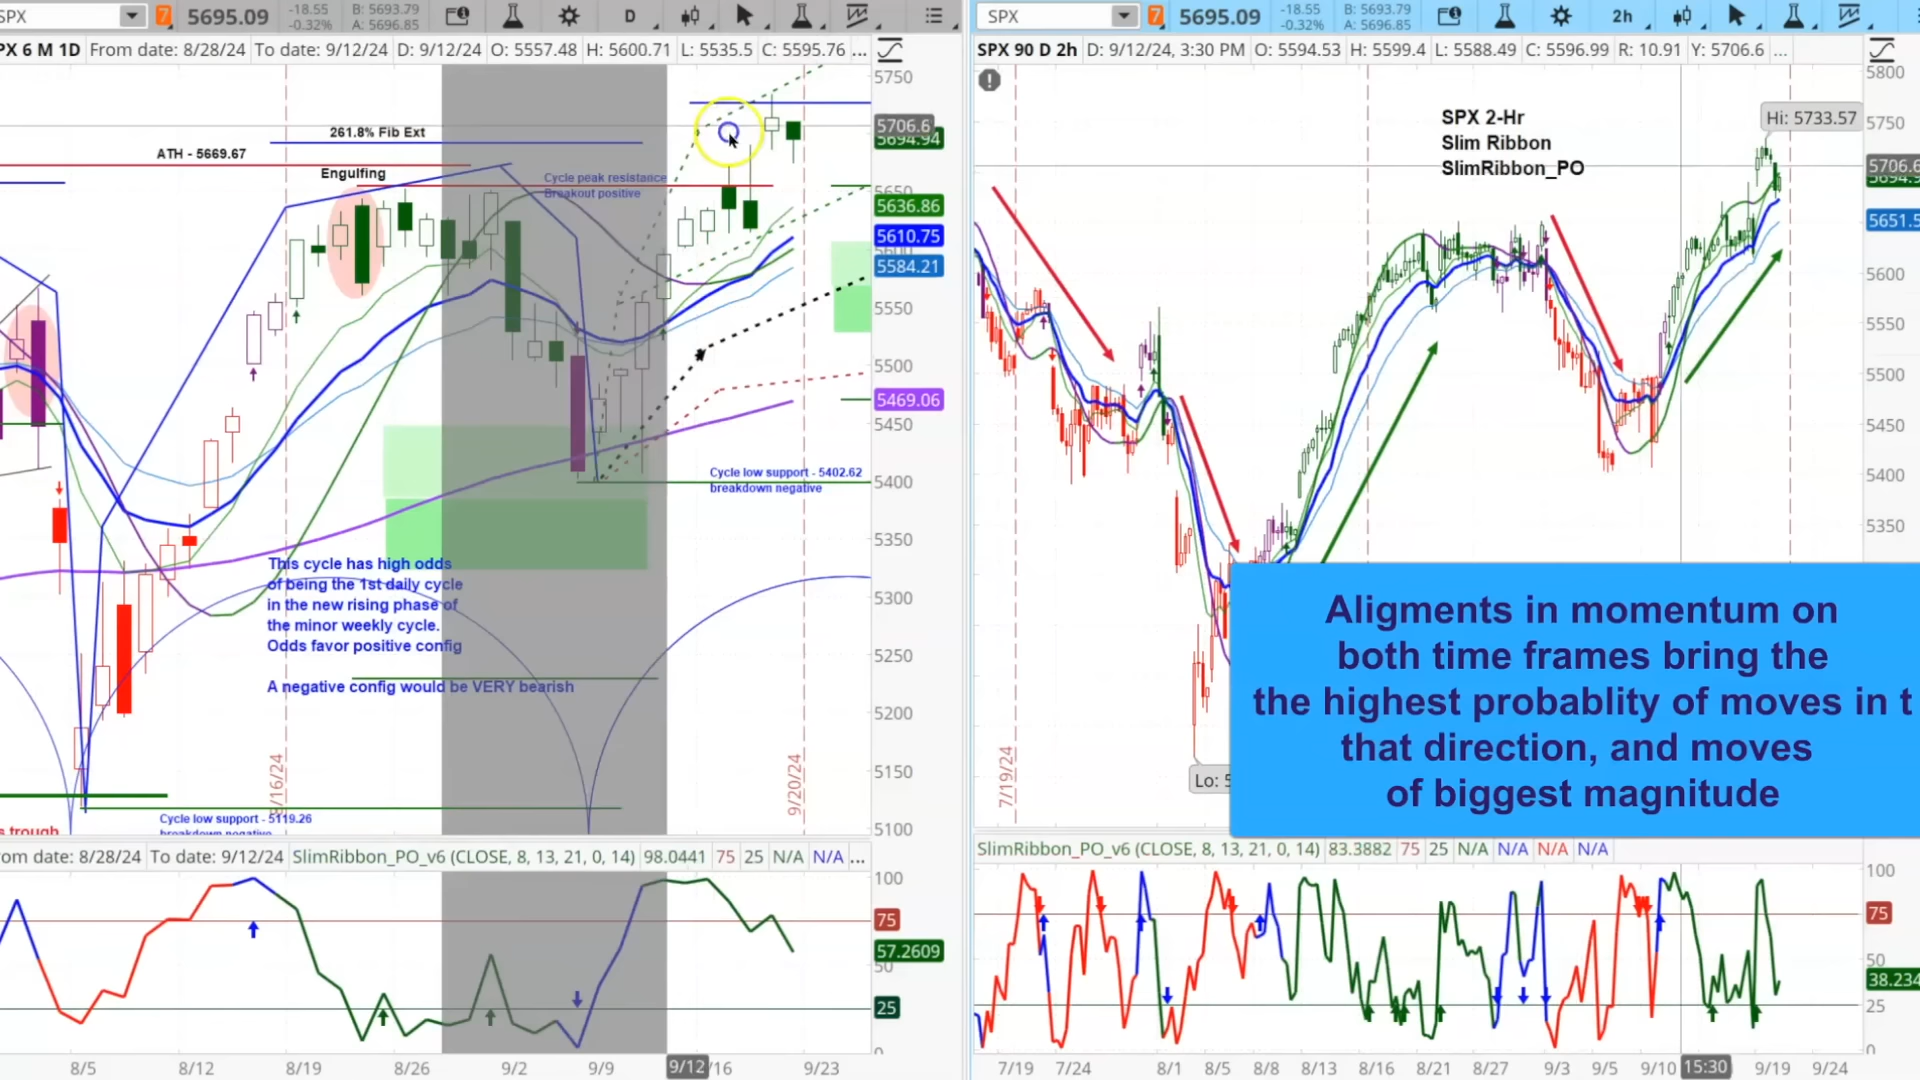 SPX 7 5695.09 -18.55 -0.32% B: 5693.79 A: 5696.85 D
PX 6 M 1D From date: 8/28/24 To date: 9/12/24 D: 9/12/24 O: 5557.48 H: 5600.71 L: 5535.5 C: 5595.76 ...
261.8% Fib Ext
ATH - 5669.67
Engulfing
Cycle peak resistance
Breakout positive
Cycle low support - 5402.62
breakdown negative
This cycle has high odds
of being the 1st daily cycle
in the new rising phase of
the minor weekly cycle.
Odds favor positive config
A negative config would be VERY bearish
Cycle low support - 5119.26
breakdown negative
s trough
9/20/24
5750
5706.6
5694.94
5650
5636.86
5610.75
5600
5584.21
5550
5500
5469.06
5450
5400
5350
5300
5250
5200
5150
5100
om date: 8/28/24 To date: 9/12/24 SlimRibbon_PO_v6 (CLOSE, 8, 13, 21, 0, 14) 98.0441 75 25 N/A N/A ...
100
75
57.2609
50
25
0
8/5 8/12 8/19 8/26 9/2 9/9 9/12 /16 9/23
SPX 7 5695.09 -18.55 -0.32% B: 5693.79 A: 5696.85 2h
SPX 90 D 2h D: 9/12/24, 3:30 PM O: 5594.53 H: 5599.4 L: 5588.49 C: 5596.99 R: 10.91 Y: 5706.6 ...
SPX 2-Hr
Slim Ribbon
SlimRibbon_PO
Hi: 5733.57
7/19/24
Lo: 5
5800
5750
5706.6
5694.9
5651.5
5600
5550
5500
5450
5400
5350
Aligments in momentum on
both time frames bring the
the highest probablity of moves in t
that direction, and moves
of biggest magnitude
SlimRibbon_PO_v6 (CLOSE, 8, 13, 21, 0, 14) 83.3882 75 25 N/A N/A N/A N/A
100
75
50
38.234
25
0
7/19 7/24 8/1 8/5 8/8 8/13 8/16 8/21 8/27 9/3 9/5 9/10 15:30 9/19 9/24